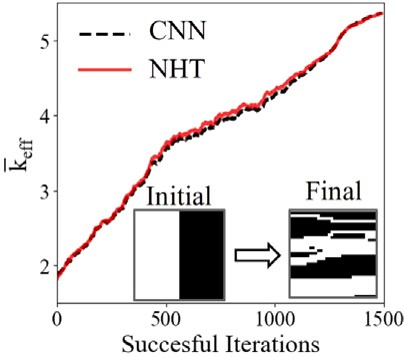 CNN
NHT
5
4
3
2
k̅eff
Initial
Final
0
500
1000
1500
Succesful Iterations